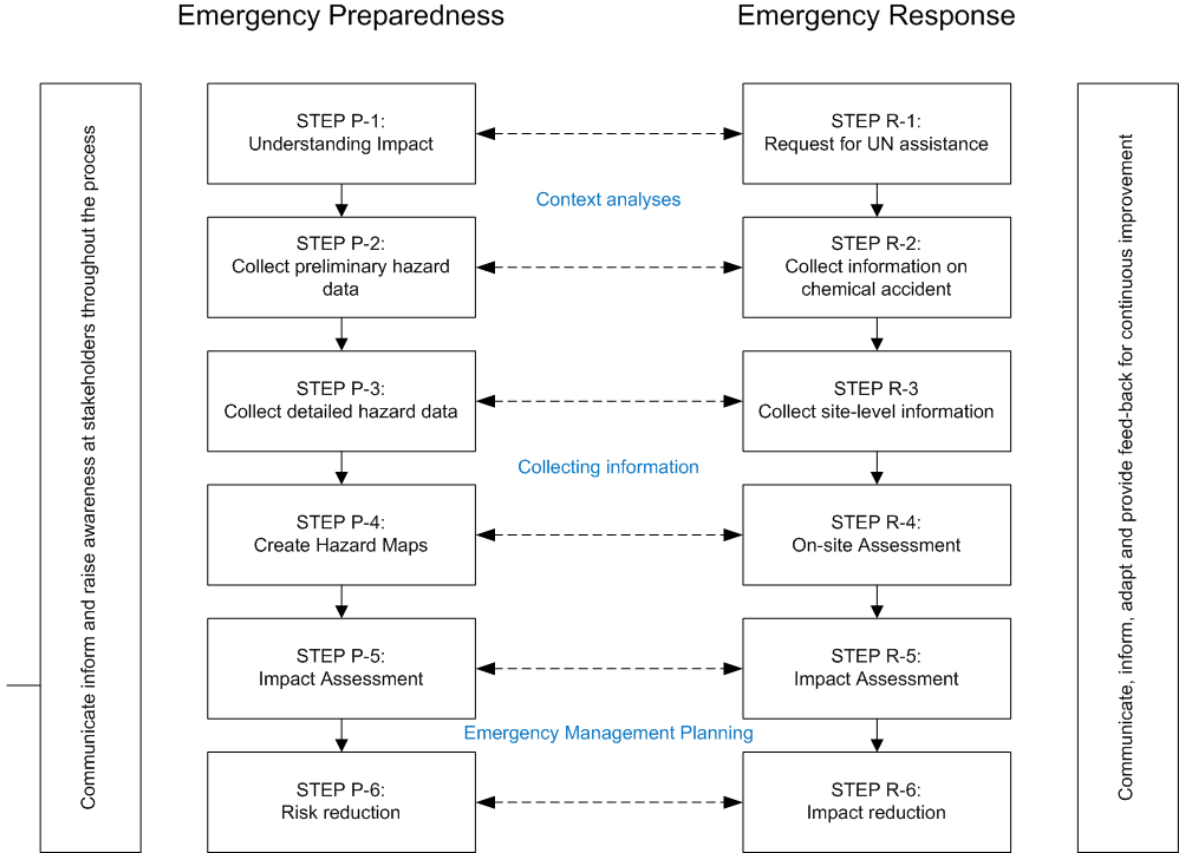 Emergency Preparedness
Emergency Response
Communicate inform and raise awareness at stakeholders throughout the process
STEP P-1:
Understanding Impact
STEP R-1:
Request for UN assistance
Context analyses
STEP P-2:
Collect preliminary hazard
data
STEP R-2:
Collect information on
chemical accident
STEP P-3:
Collect detailed hazard data
STEP R-3
Collect site-level information
Collecting information
STEP P-4:
Create Hazard Maps
STEP R-4:
On-site Assessment
STEP P-5:
Impact Assessment
STEP R-5:
Impact Assessment
Emergency Management Planning
STEP P-6:
Risk reduction
STEP R-6:
Impact reduction
Communicate, inform, adapt and provide feed-back for continuous improvement